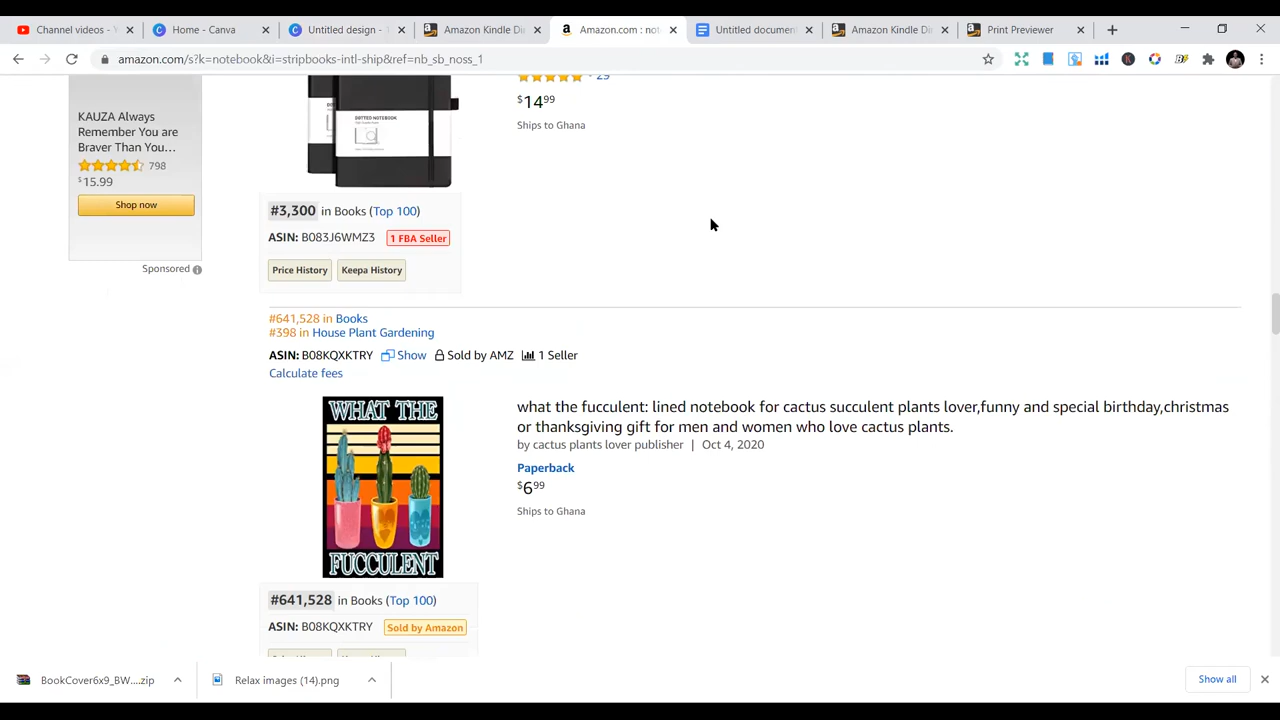 Channel videos - Y
Home - Canva
Untitled design - 
Amazon Kindle Di
Amazon.com : not
Untitled documen
Amazon Kindle Di
Print Previewer
amazon.com/s?k=notebook&i=stripbooks-intl-ship&ref=nb_sb_noss_1
KAUZA Always
Remember You are
Braver Than You...
798
$15.99
Shop now
Sponsored
DOTTED NOTEBOOK
29
$14.99
Ships to Ghana
#3,300 in Books (Top 100)
ASIN: B083J6WMZ3 1 FBA Seller
Price History Keepa History
#641,528 in Books
#398 in House Plant Gardening
ASIN: B08KQXKTRY Show Sold by AMZ 1 Seller
Calculate fees
WHAT THE
FUCCULENT
what the fucculent: lined notebook for cactus succulent plants lover,funny and special birthday,christmas
or thanksgiving gift for men and women who love cactus plants.
by cactus plants lover publisher | Oct 4, 2020
Paperback
$6.99
Ships to Ghana
#641,528 in Books (Top 100)
ASIN: B08KQXKTRY Sold by Amazon
BookCover6x9_BW....zip
Relax images (14).png
Show all